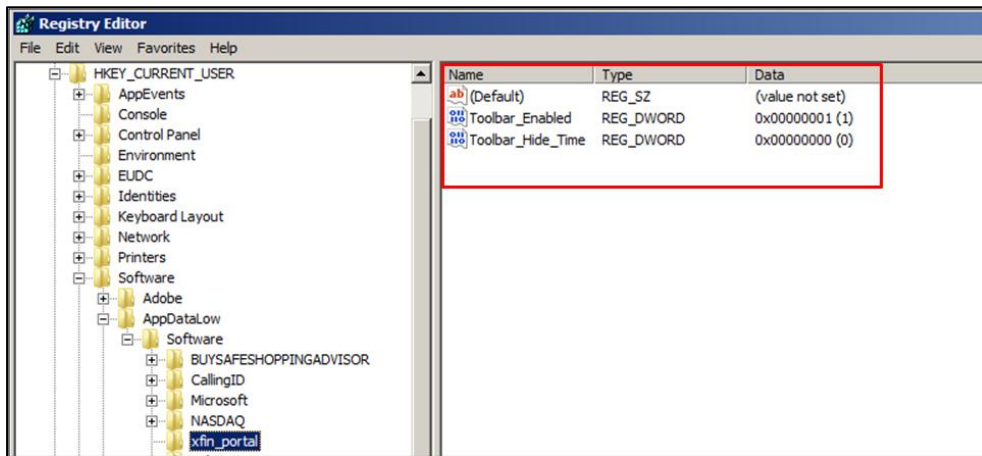 Registry Editor
File Edit View Favorites Help
HKEY_CURRENT_USER
AppEvents
Console
Control Panel
Environment
EUDC
Identities
Keyboard Layout
Network
Printers
Software
Adobe
AppDataLow
Software
BUYSAFESHOPPINGADVISOR
CallingID
Microsoft
NASDAQ
xfin_portal
Name Type Data
(Default) REG_SZ (value not set)
Toolbar_Enabled REG_DWORD 0x00000001 (1)
Toolbar_Hide_Time REG_DWORD 0x00000000 (0)